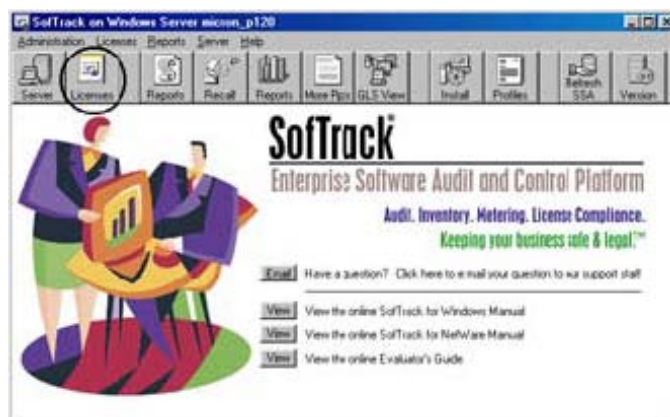 SofTrack on Windows Server micron_p120
Administration Licenses Reports Server Help
Server Licenses Reports Recall Reports More Rpts GLS View Install Profiles Refresh SSA Version
SofTrack
Enterprise Software Audit and Control Platform
Audit. Inventory. Metering. License Compliance.
Keeping your business safe & legal.™
Email Have a question? Click here to e mail your question to our support staff
View View the online SofTrack for Windows Manual
View View the online SofTrack for NetWare Manual
View View the online Evaluator's Guide